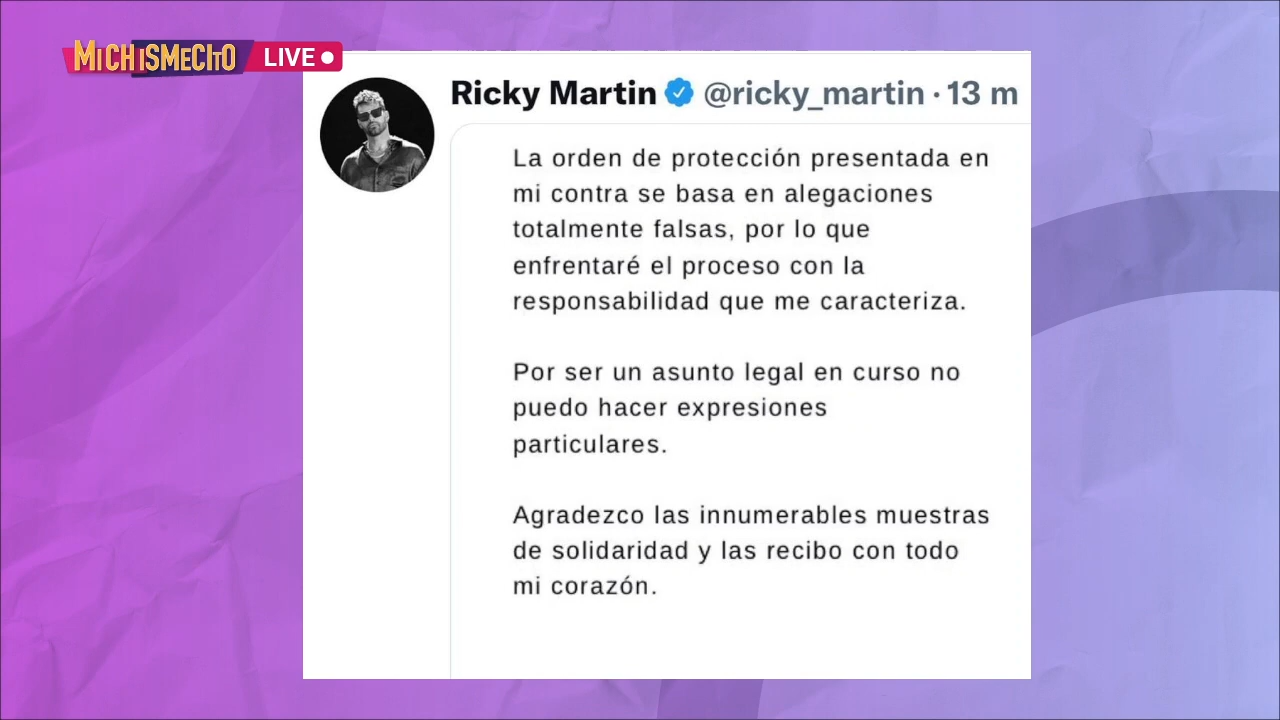 MICHISMECITO LIVE
Ricky Martin @ricky_martin · 13 m
La orden de protección presentada en
mi contra se basa en alegaciones
totalmente falsas, por lo que
enfrentaré el proceso con la
responsabilidad que me caracteriza.
Por ser un asunto legal en curso no
puedo hacer expresiones
particulares.
Agradezco las innumerables muestras
de solidaridad y las recibo con todo
mi corazón.